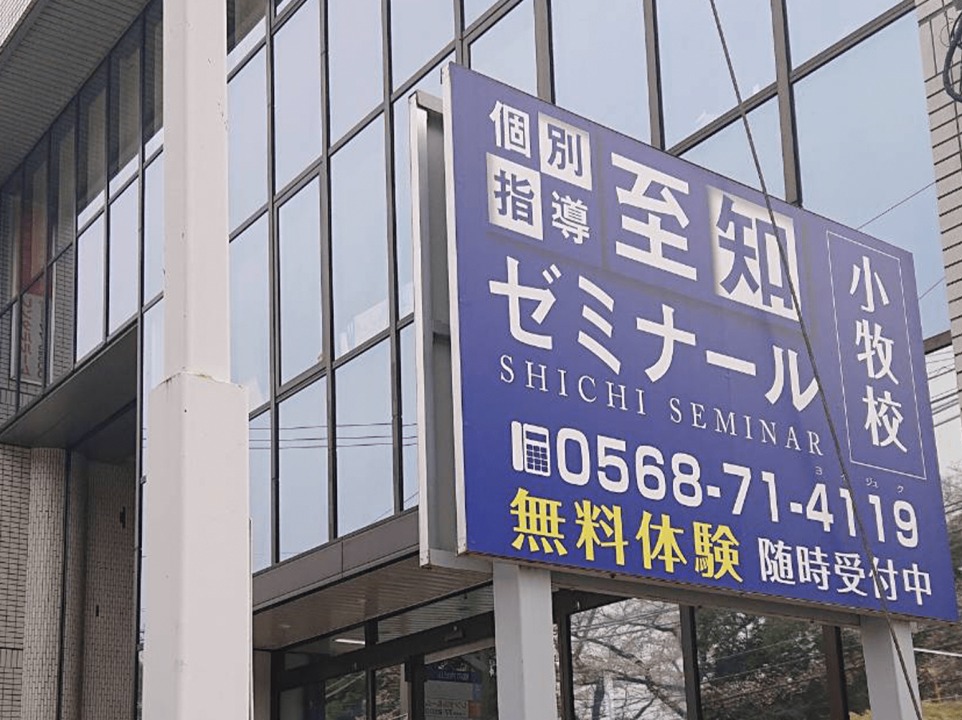 個別
指導
至知
ゼミナール
SHICHI SEMINAR
小牧校
0568-71-4119
ヨイジュク
無料体験 随時受付中